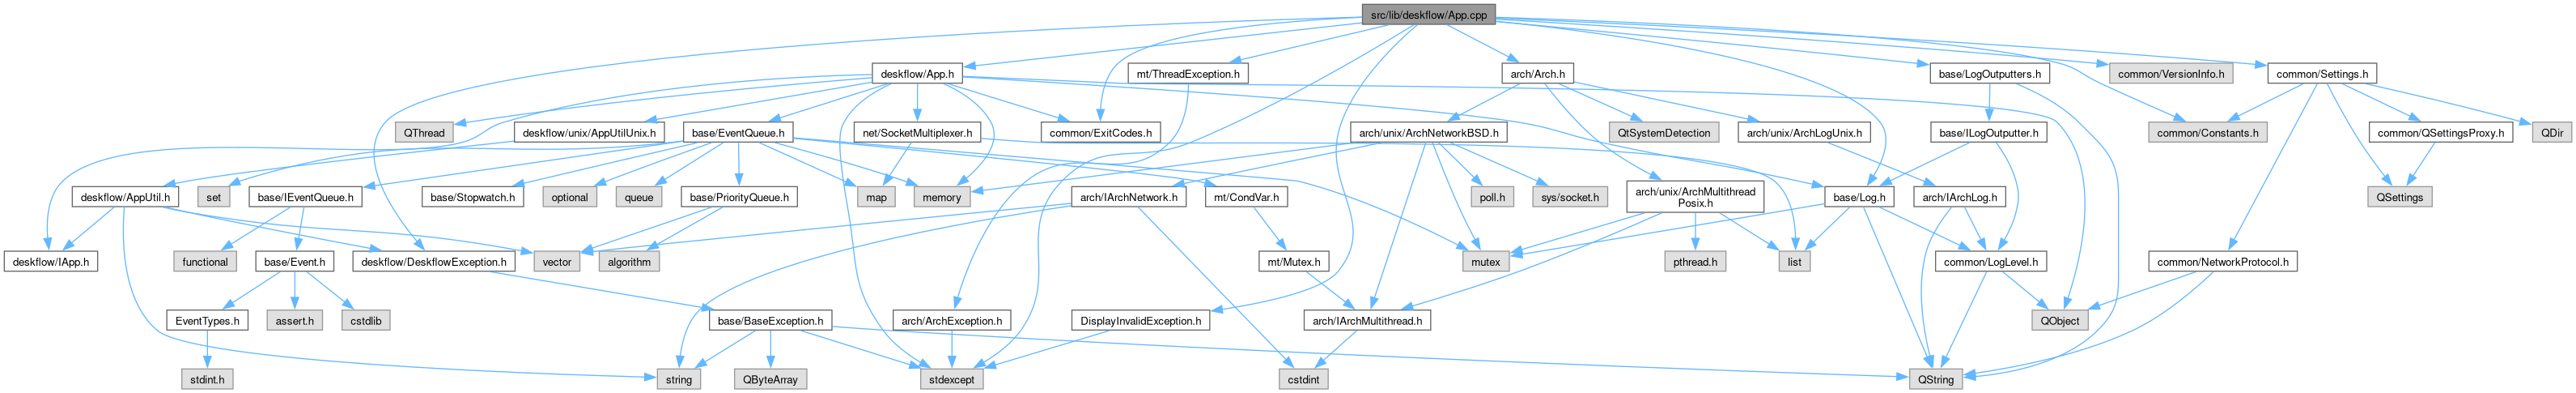 src/lib/deskflow/App.cpp
deskflow/App.h
mt/ThreadException.h
arch/Arch.h
base/LogOutputters.h
common/VersionInfo.h
common/Settings.h
QThread
deskflow/unix/AppUtilUnix.h
base/EventQueue.h
net/SocketMultiplexer.h
common/ExitCodes.h
arch/unix/ArchNetworkBSD.h
QtSystemDetection
arch/unix/ArchLogUnix.h
base/ILogOutputter.h
common/Constants.h
common/QSettingsProxy.h
QDir
deskflow/AppUtil.h
set
base/IEventQueue.h
base/Stopwatch.h
optional
queue
base/PriorityQueue.h
map
memory
arch/IArchNetwork.h
mt/CondVar.h
poll.h
sys/socket.h
arch/unix/ArchMultithread
Posix.h
base/Log.h
arch/IArchLog.h
QSettings
deskflow/IApp.h
functional
base/Event.h
deskflow/DeskflowException.h
vector
algorithm
mt/Mutex.h
mutex
pthread.h
list
common/LogLevel.h
common/NetworkProtocol.h
EventTypes.h
assert.h
cstdlib
base/BaseException.h
arch/ArchException.h
DisplayInvalidException.h
arch/IArchMultithread.h
QObject
stdint.h
string
QByteArray
stdexcept
cstdint
QString